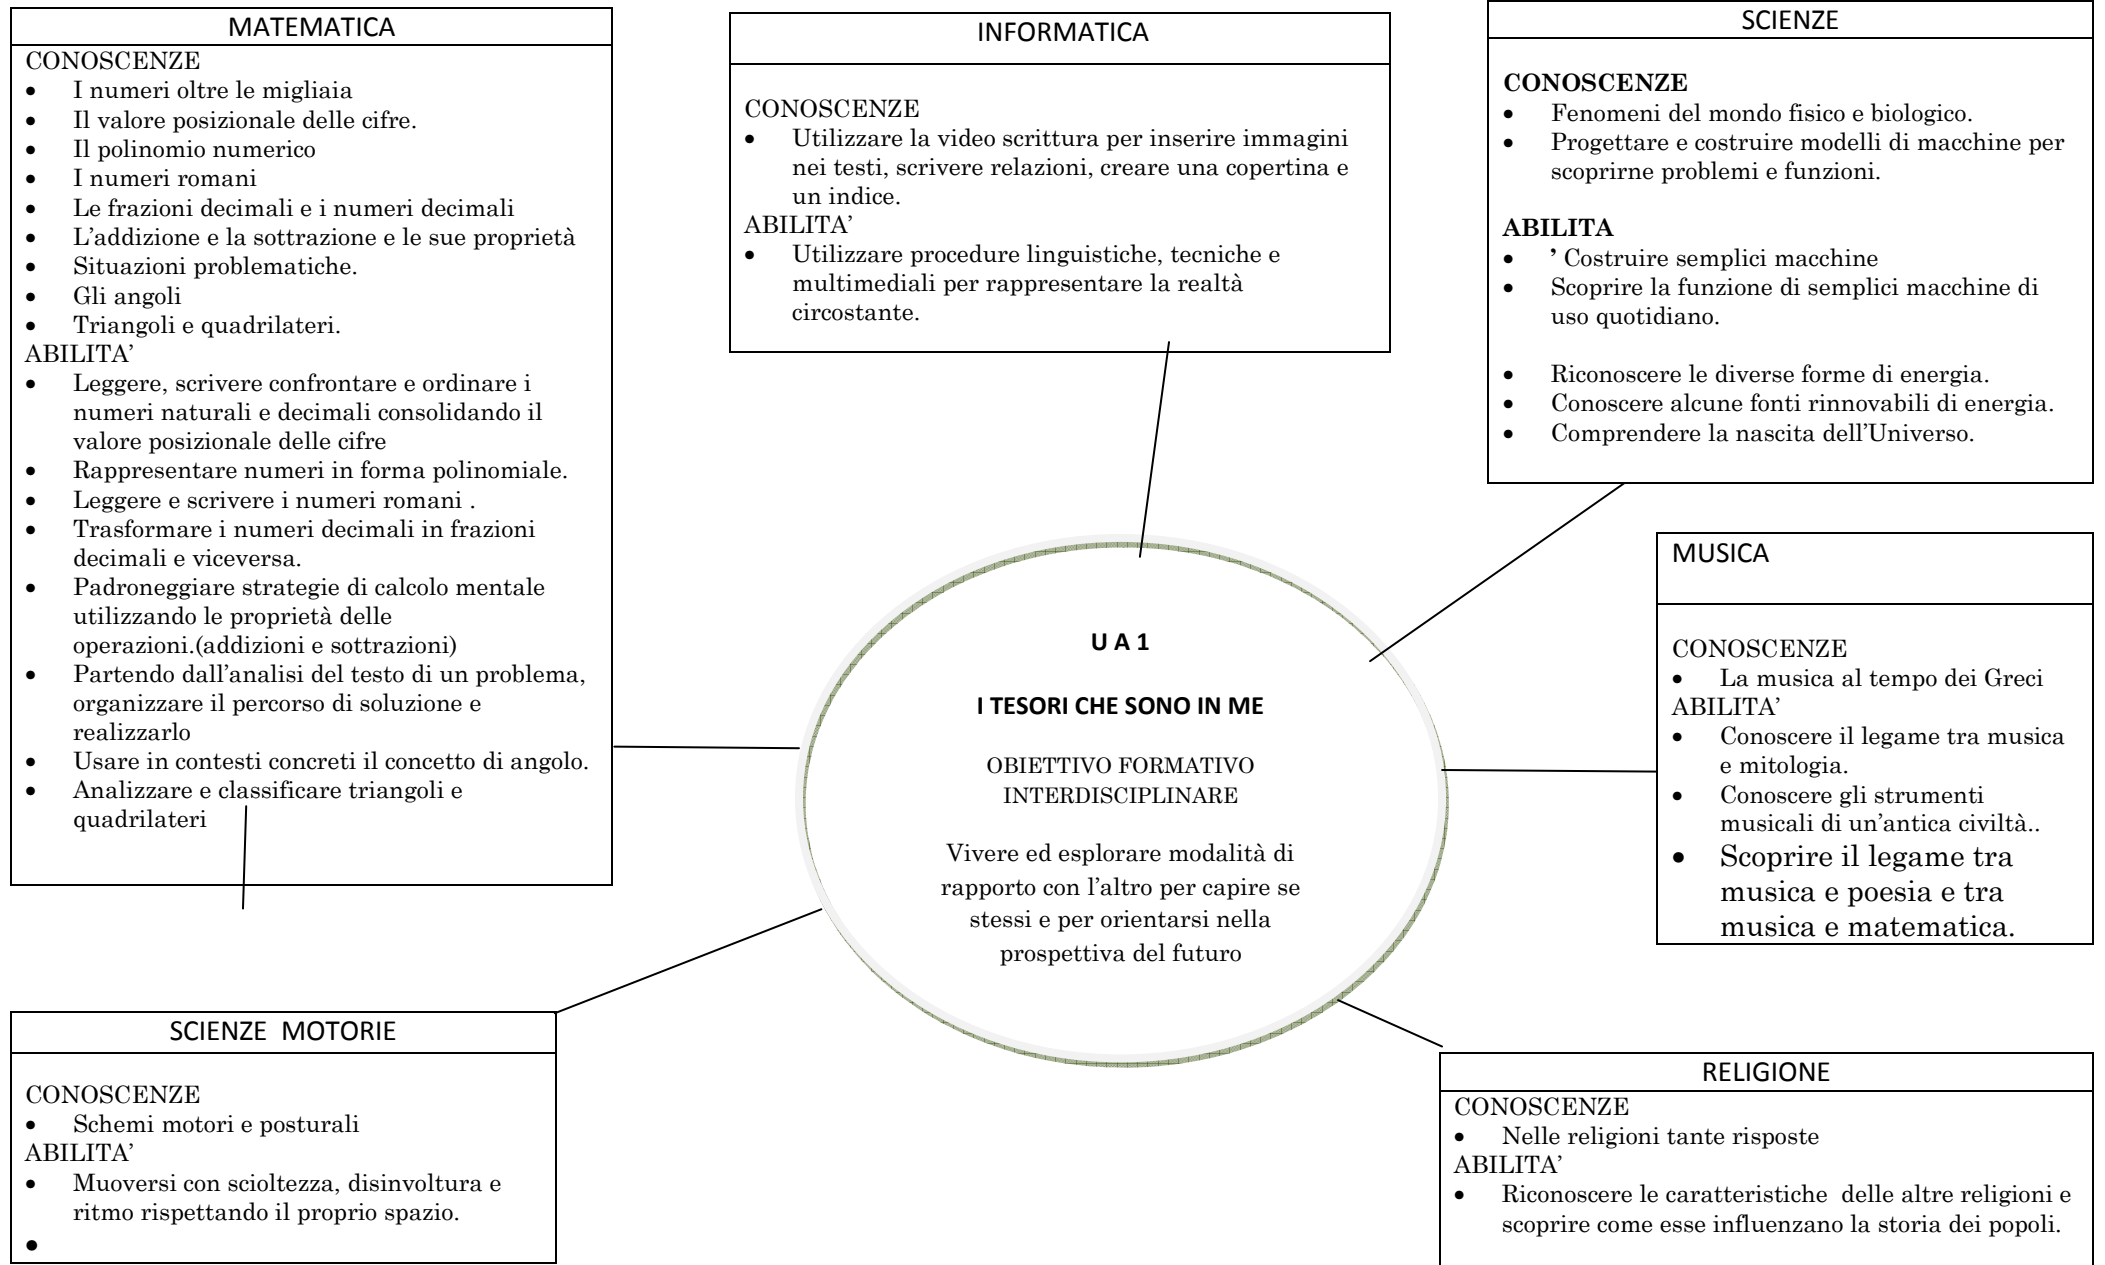 MATEMATICA
CONOSCENZE
• I numeri oltre le migliaia
• Il valore posizionale delle cifre.
• Il polinomio numerico
• I numeri romani
• Le frazioni decimali e i numeri decimali
• L'addizione e la sottrazione e le sue proprietà
• Situazioni problematiche.
• Gli angoli
• Triangoli e quadrilateri.
ABILITA'
• Leggere, scrivere confrontare e ordinare i
numeri naturali e decimali consolidando il
valore posizionale delle cifre
• Rappresentare numeri in forma polinomiale.
• Leggere e scrivere i numeri romani .
• Trasformare i numeri decimali in frazioni
decimali e viceversa.
• Padroneggiare strategie di calcolo mentale
utilizzando le proprietà delle
operazioni.(addizioni e sottrazioni)
• Partendo dall'analisi del testo di un problema,
organizzare il percorso di soluzione e
realizzarlo
• Usare in contesti concreti il concetto di angolo.
• Analizzare e classificare triangoli e
quadrilateri
INFORMATICA
CONOSCENZE
• Utilizzare la video scrittura per inserire immagini
nei testi, scrivere relazioni, creare una copertina e
un indice.
ABILITA'
• Utilizzare procedure linguistiche, tecniche e
multimediali per rappresentare la realtà
circostante.
SCIENZE
CONOSCENZE
• Fenomeni del mondo fisico e biologico.
• Progettare e costruire modelli di macchine per
scoprirne problemi e funzioni.
ABILITA
• ' Costruire semplici macchine
• Scoprire la funzione di semplici macchine di
uso quotidiano.
• Riconoscere le diverse forme di energia.
• Conoscere alcune fonti rinnovabili di energia.
• Comprendere la nascita dell'Universo.
U A 1
I TESORI CHE SONO IN ME
OBIETTIVO FORMATIVO
INTERDISCIPLINARE
Vivere ed esplorare modalità di
rapporto con l'altro per capire se
stessi e per orientarsi nella
prospettiva del futuro
MUSICA
CONOSCENZE
• La musica al tempo dei Greci
ABILITA'
• Conoscere il legame tra musica
e mitologia.
• Conoscere gli strumenti
musicali di un'antica civiltà..
• Scoprire il legame tra
musica e poesia e tra
musica e matematica.
SCIENZE  MOTORIE
CONOSCENZE
• Schemi motori e posturali
ABILITA'
• Muoversi con scioltezza, disinvoltura e
ritmo rispettando il proprio spazio.
•
RELIGIONE
CONOSCENZE
• Nelle religioni tante risposte
ABILITA'
• Riconoscere le caratteristiche  delle altre religioni e
scoprire come esse influenzano la storia dei popoli.